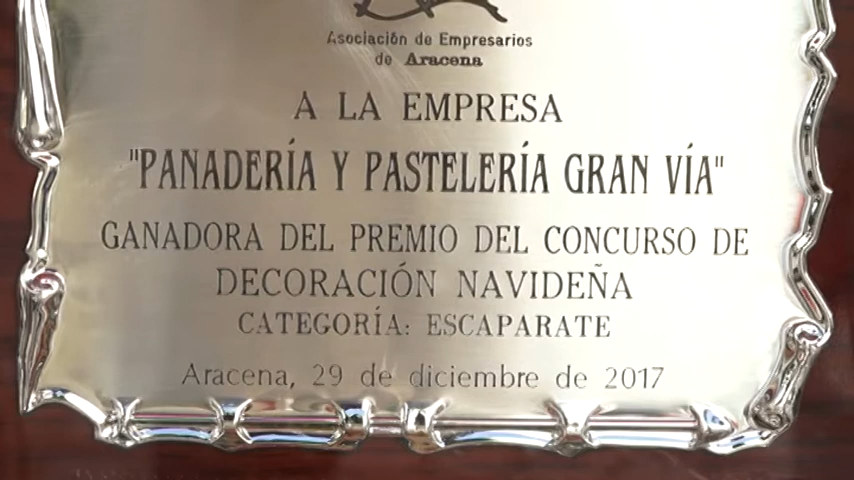 Asociación de Empresarios
de Aracena
A LA EMPRESA
"PANADERÍA Y PASTELERÍA GRAN VÍA"
GANADORA DEL PREMIO DEL CONCURSO DE
DECORACIÓN NAVIDEÑA
CATEGORÍA: ESCAPARATE
Aracena, 29 de diciembre de 2017